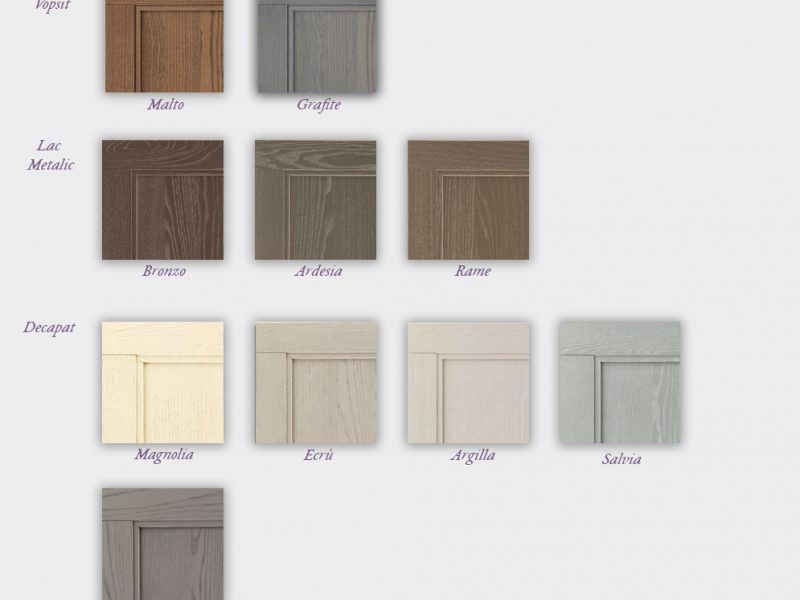 Vopsit
Malto
Grafite
Lac
Metalic
Bronzo
Ardesia
Rame
Decapat
Magnolia
Ecrù
Argilla
Salvia